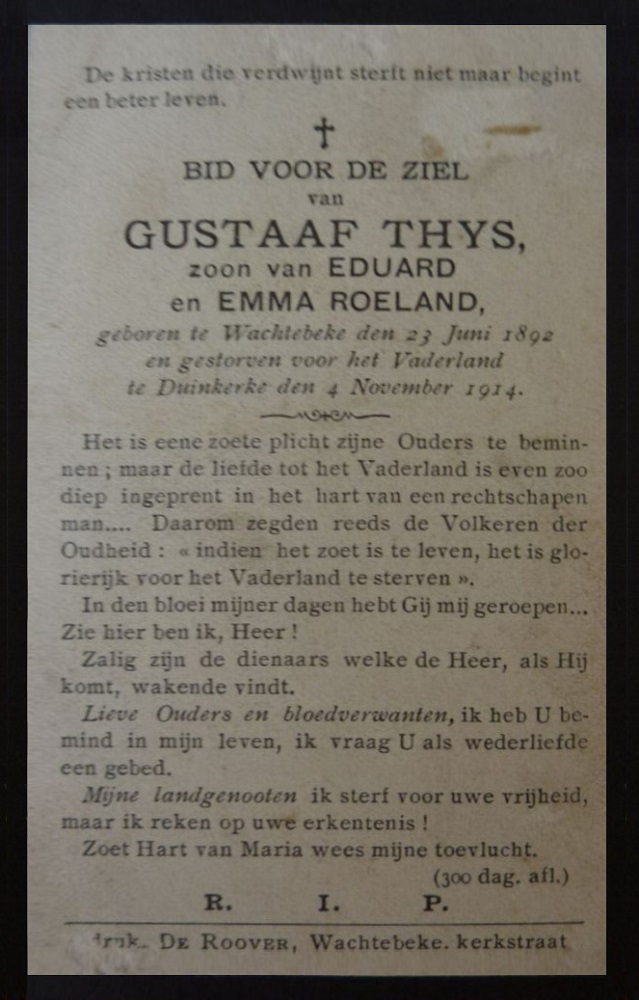 De kristen die verdwijnt sterft niet maar begint
een beter leven.
BID VOOR DE ZIEL
van
GUSTAAF THYS,
zoon van EDUARD
en EMMA ROELAND,
geboren te Wachtebeke den 23 Juni 1892
en gestorven voor het Vaderland
te Duinkerke den 4 November 1914.
Het is eene zoete plicht zijne Ouders te bemin-
nen ; maar de liefde tot het Vaderland is even zoo
diep ingeprent in het hart van een rechtschapen
man.... Daarom zegden reeds de Volkeren der
Oudheid : « indien het zoet is te leven, het is glo-
rierijk voor het Vaderland te sterven ».
In den bloei mijner dagen hebt Gij mij geroepen...
Zie hier ben ik, Heer !
Zalig zijn de dienaars welke de Heer, als Hij
komt, wakende vindt.
Lieve Ouders en bloedverwanten, ik heb U be-
mind in mijn leven, ik vraag U als wederliefde
een gebed.
Mijne landgenooten ik sterf voor uwe vrijheid,
maar ik reken op uwe erkentenis !
Zoet Hart van Maria wees mijne toevlucht.
(300 dag. afl.)
R. I. P.
druk. DE ROOVER, Wachtebeke. kerkstraat